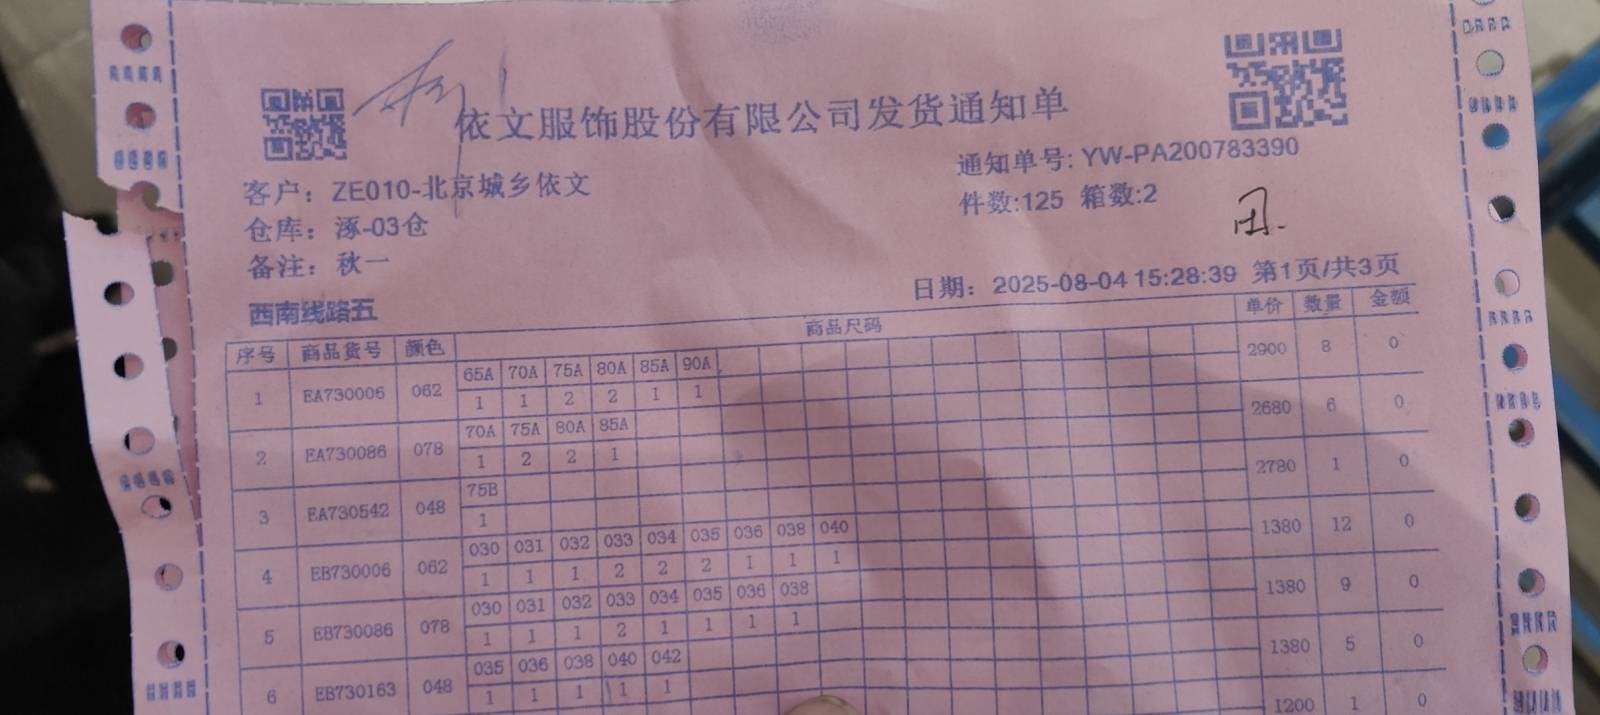 依文服饰股份有限公司发货通知单
客户：ZE010-北京城乡依文
通知单号: YW-PA200783390
仓库：涿-03仓
件数:125 箱数:2
备注：秋一
日期：2025-08-04 15:28:39 第1页/共3页
西南线路五
序号 商品货号 颜色 商品尺码 单价 数量 金额
65A 70A 75A 80A 85A 90A
1 EA730006 062 2900 8 0
1 1 2 2 1 1
70A 75A 80A 85A
2 EA730086 078 2680 6 0
1 2 2 1
75B
3 EA730542 048 2780 1 0
1
030 031 032 033 034 035 036 038 040
4 EB730006 062 1380 12 0
1 1 1 2 2 2 1 1 1
030 031 032 033 034 035 036 038
5 EB730086 078 1380 9 0
1 1 1 2 1 1 1 1
035 036 038 040 042
6 EB730163 048 1380 5 0
1 1 1 1 1
1200 1 0